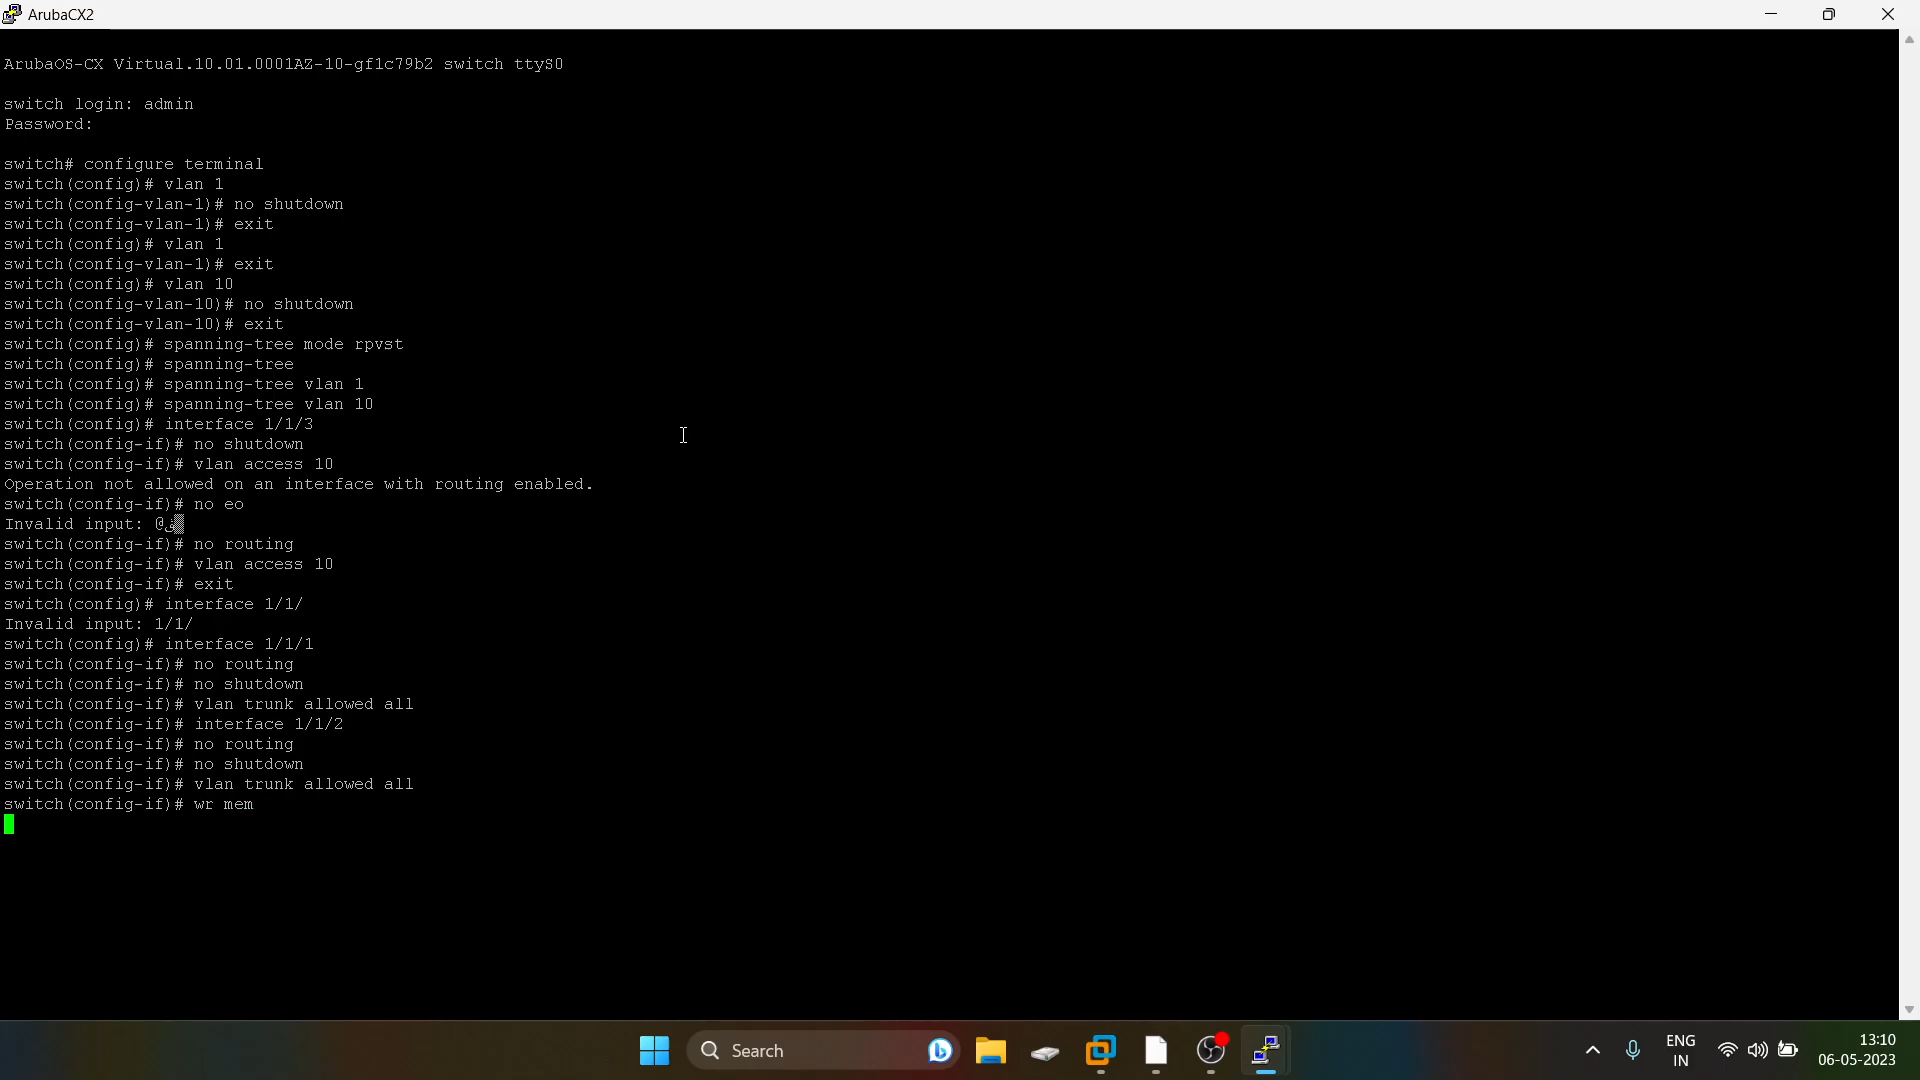 ArubaCX2
ArubaOS-CX Virtual.10.01.0001AZ-10-gf1c79b2 switch ttyS0
switch login: admin
Password:
switch# configure terminal
switch(config)# vlan 1
switch(config-vlan-1)# no shutdown
switch(config-vlan-1)# exit
switch(config)# vlan 1
switch(config-vlan-1)# exit
switch(config)# vlan 10
switch(config-vlan-10)# no shutdown
switch(config-vlan-10)# exit
switch(config)# spanning-tree mode rpvst
switch(config)# spanning-tree
switch(config)# spanning-tree vlan 1
switch(config)# spanning-tree vlan 10
switch(config)# interface 1/1/3
switch(config-if)# no shutdown
switch(config-if)# vlan access 10
Operation not allowed on an interface with routing enabled.
switch(config-if)# no eo
Invalid input: @
switch(config-if)# no routing
switch(config-if)# vlan access 10
switch(config-if)# exit
switch(config)# interface 1/1/
Invalid input: 1/1/
switch(config)# interface 1/1/1
switch(config-if)# no routing
switch(config-if)# no shutdown
switch(config-if)# vlan trunk allowed all
switch(config-if)# interface 1/1/2
switch(config-if)# no routing
switch(config-if)# no shutdown
switch(config-if)# vlan trunk allowed all
switch(config-if)# wr mem
Search
ENG
IN
13:10
06-05-2023